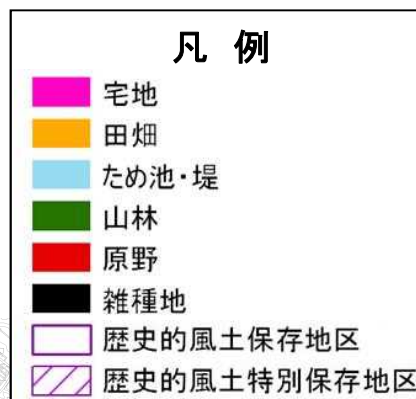 凡 例
宅地
田畑
ため池・堤
山林
原野
雑種地
歴史的風土保存地区
歴史的風土特別保存地区